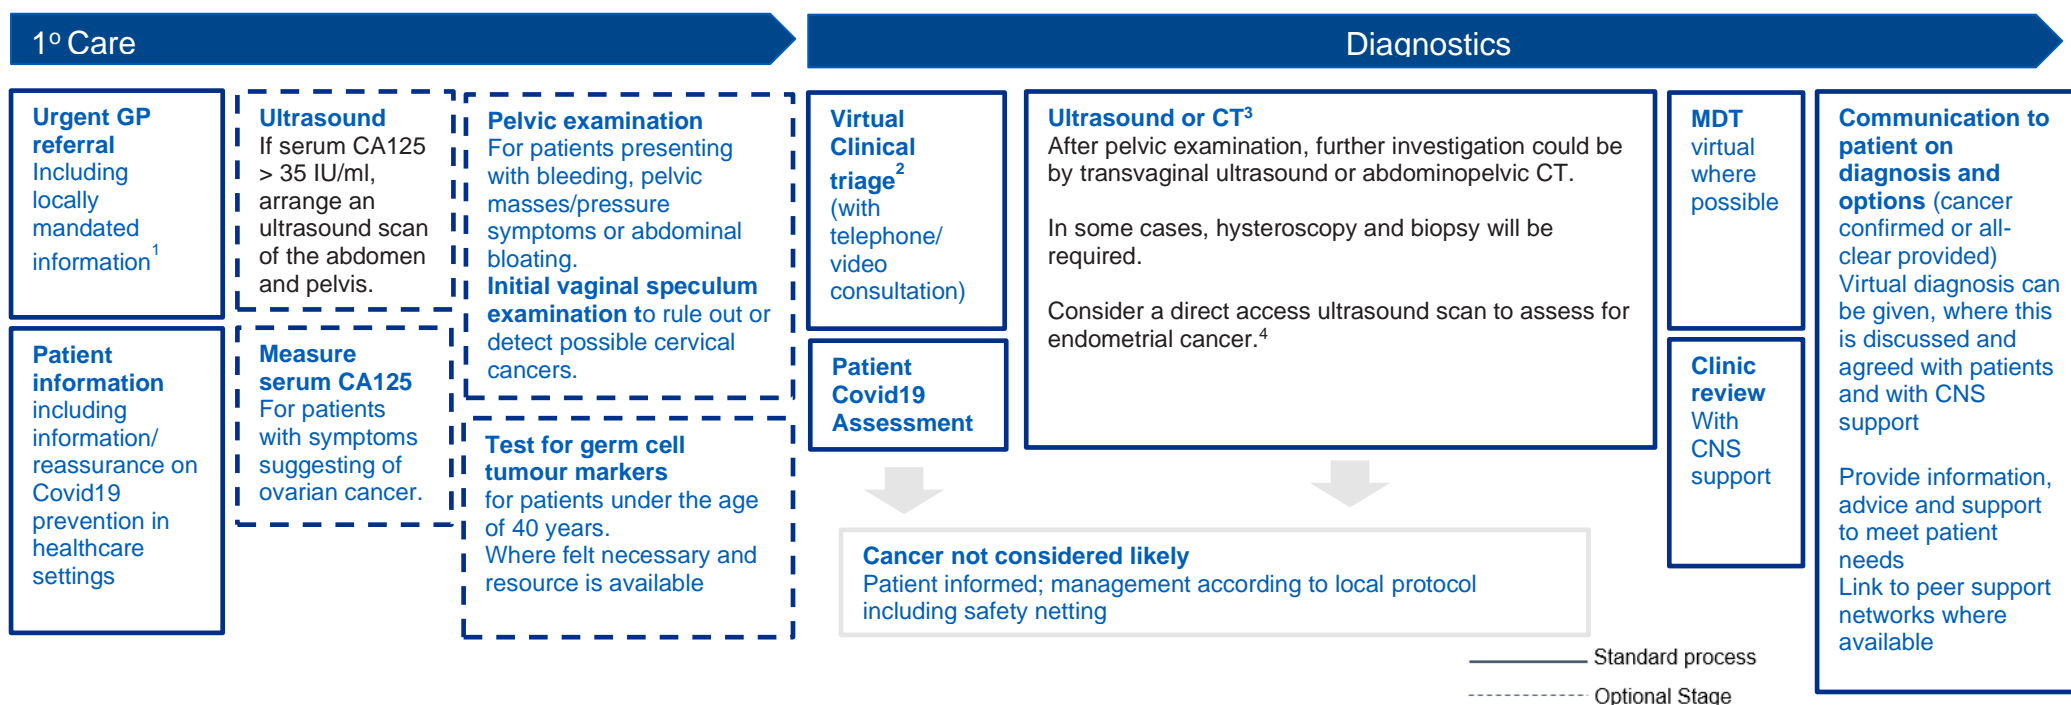 1º Care
Diagnostics
Urgent GP
referral
Including
locally
mandated
information¹
Patient
information
including
information/
reassurance on
Covid19
prevention in
healthcare
settings
Ultrasound
If serum CA125
> 35 IU/ml,
arrange an
ultrasound scan
of the abdomen
and pelvis.
Measure
serum CA125
For patients
with symptoms
suggesting of
ovarian cancer.
Pelvic examination
For patients presenting
with bleeding, pelvic
masses/pressure
symptoms or abdominal
bloating.
Initial vaginal speculum
examination to rule out or
detect possible cervical
cancers.
Test for germ cell
tumour markers
for patients under the age
of 40 years.
Where felt necessary and
resource is available
Virtual
Clinical
triage²
(with
telephone/
video
consultation)
Patient
Covid19
Assessment
Ultrasound or CT³
After pelvic examination, further investigation could be
by transvaginal ultrasound or abdominopelvic CT.
In some cases, hysteroscopy and biopsy will be
required.
Consider a direct access ultrasound scan to assess for
endometrial cancer.⁴
Cancer not considered likely
Patient informed; management according to local protocol
including safety netting
MDT
virtual
where
possible
Clinic
review
With
CNS
support
Communication to
patient on
diagnosis and
options (cancer
confirmed or all-
clear provided)
Virtual diagnosis can
be given, where this
is discussed and
agreed with patients
and with CNS
support
Provide information,
advice and support
to meet patient
needs
Link to peer support
networks where
available
Standard process
Optional Stage